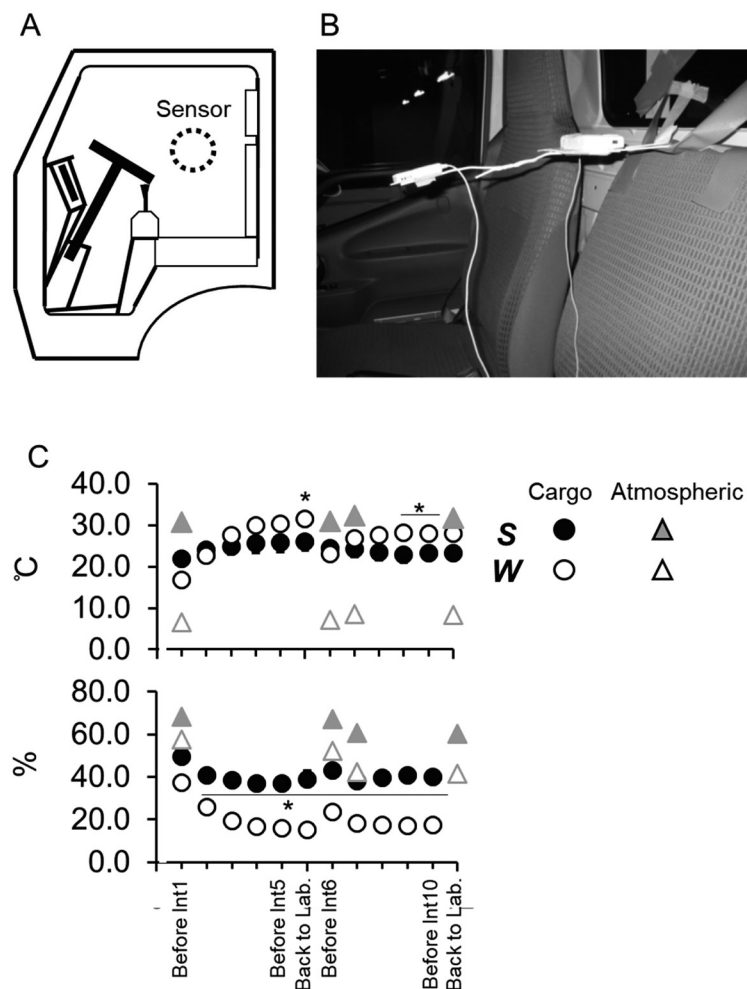 A
B
Sensor
C
Cargo Atmospheric
S
W
40.0
30.0
20.0
10.0
0.0
℃
*
*
80.0
60.0
40.0
20.0
0.0
%
*
Before Int1
Before Int5
Back to Lab.
Before Int6
Before Int10
Back to Lab.